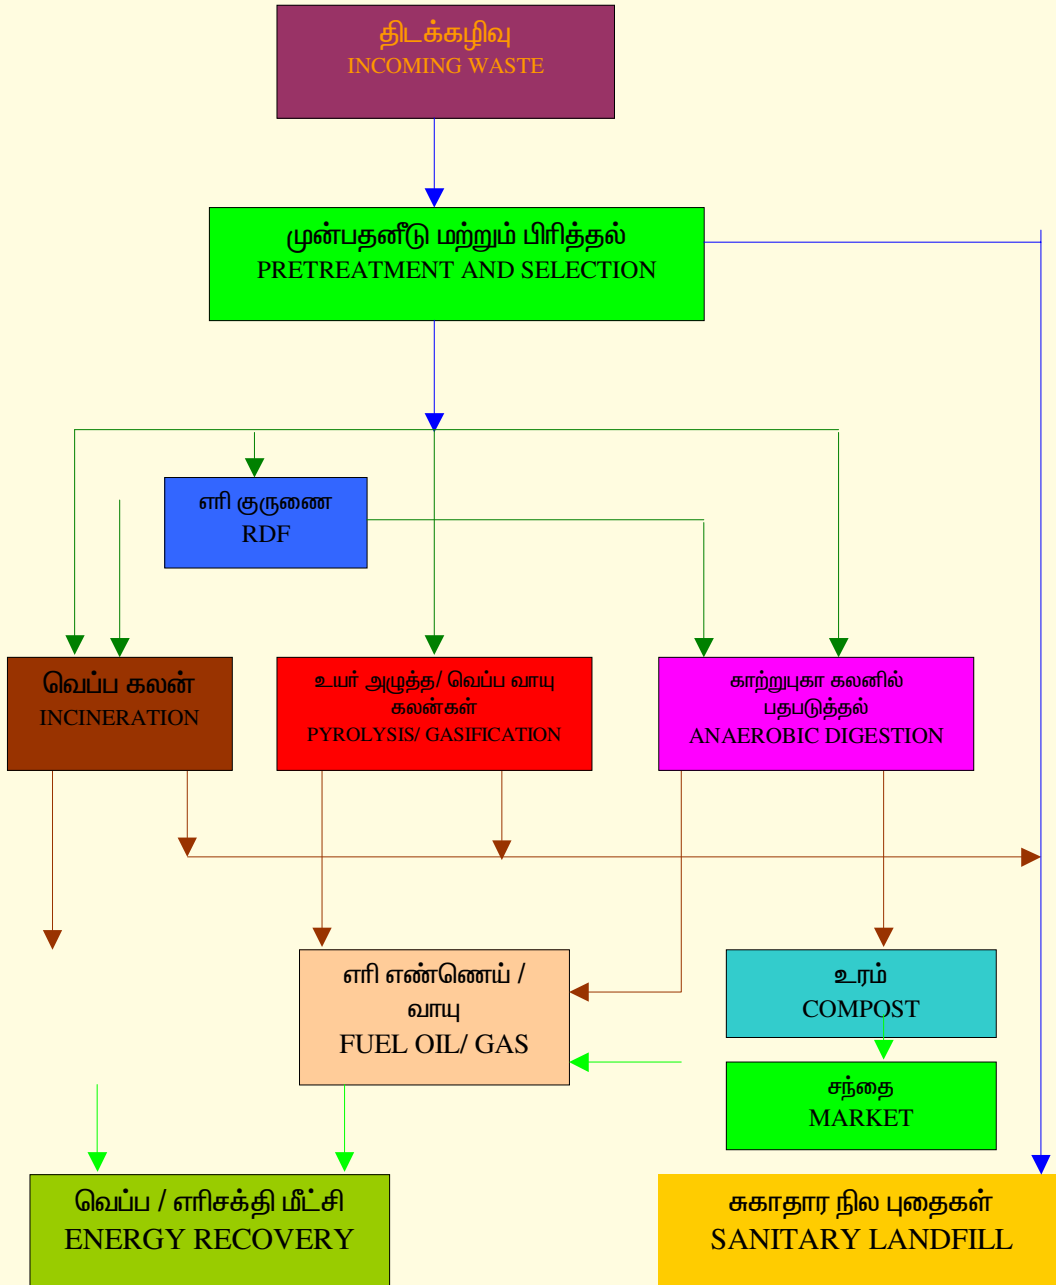 திடக்கழிவு
INCOMING WASTE
முன்பதனீடு மற்றும் பிரித்தல்
PRETREATMENT AND SELECTION
எரி குருணை
RDF
வெப்ப கலன்
INCINERATION
உயர் அழுத்த/ வெப்ப வாயு
கலன்கள்
PYROLYSIS/ GASIFICATION
காற்றுபுகா கலனில்
பதபடுத்தல்
ANAEROBIC DIGESTION
எரி எண்ணெய் /
வாயு
FUEL OIL/ GAS
உரம்
COMPOST
சந்தை
MARKET
வெப்ப / எரிசக்தி மீட்சி
ENERGY RECOVERY
சுகாதார நில புதைகள்
SANITARY LANDFILL